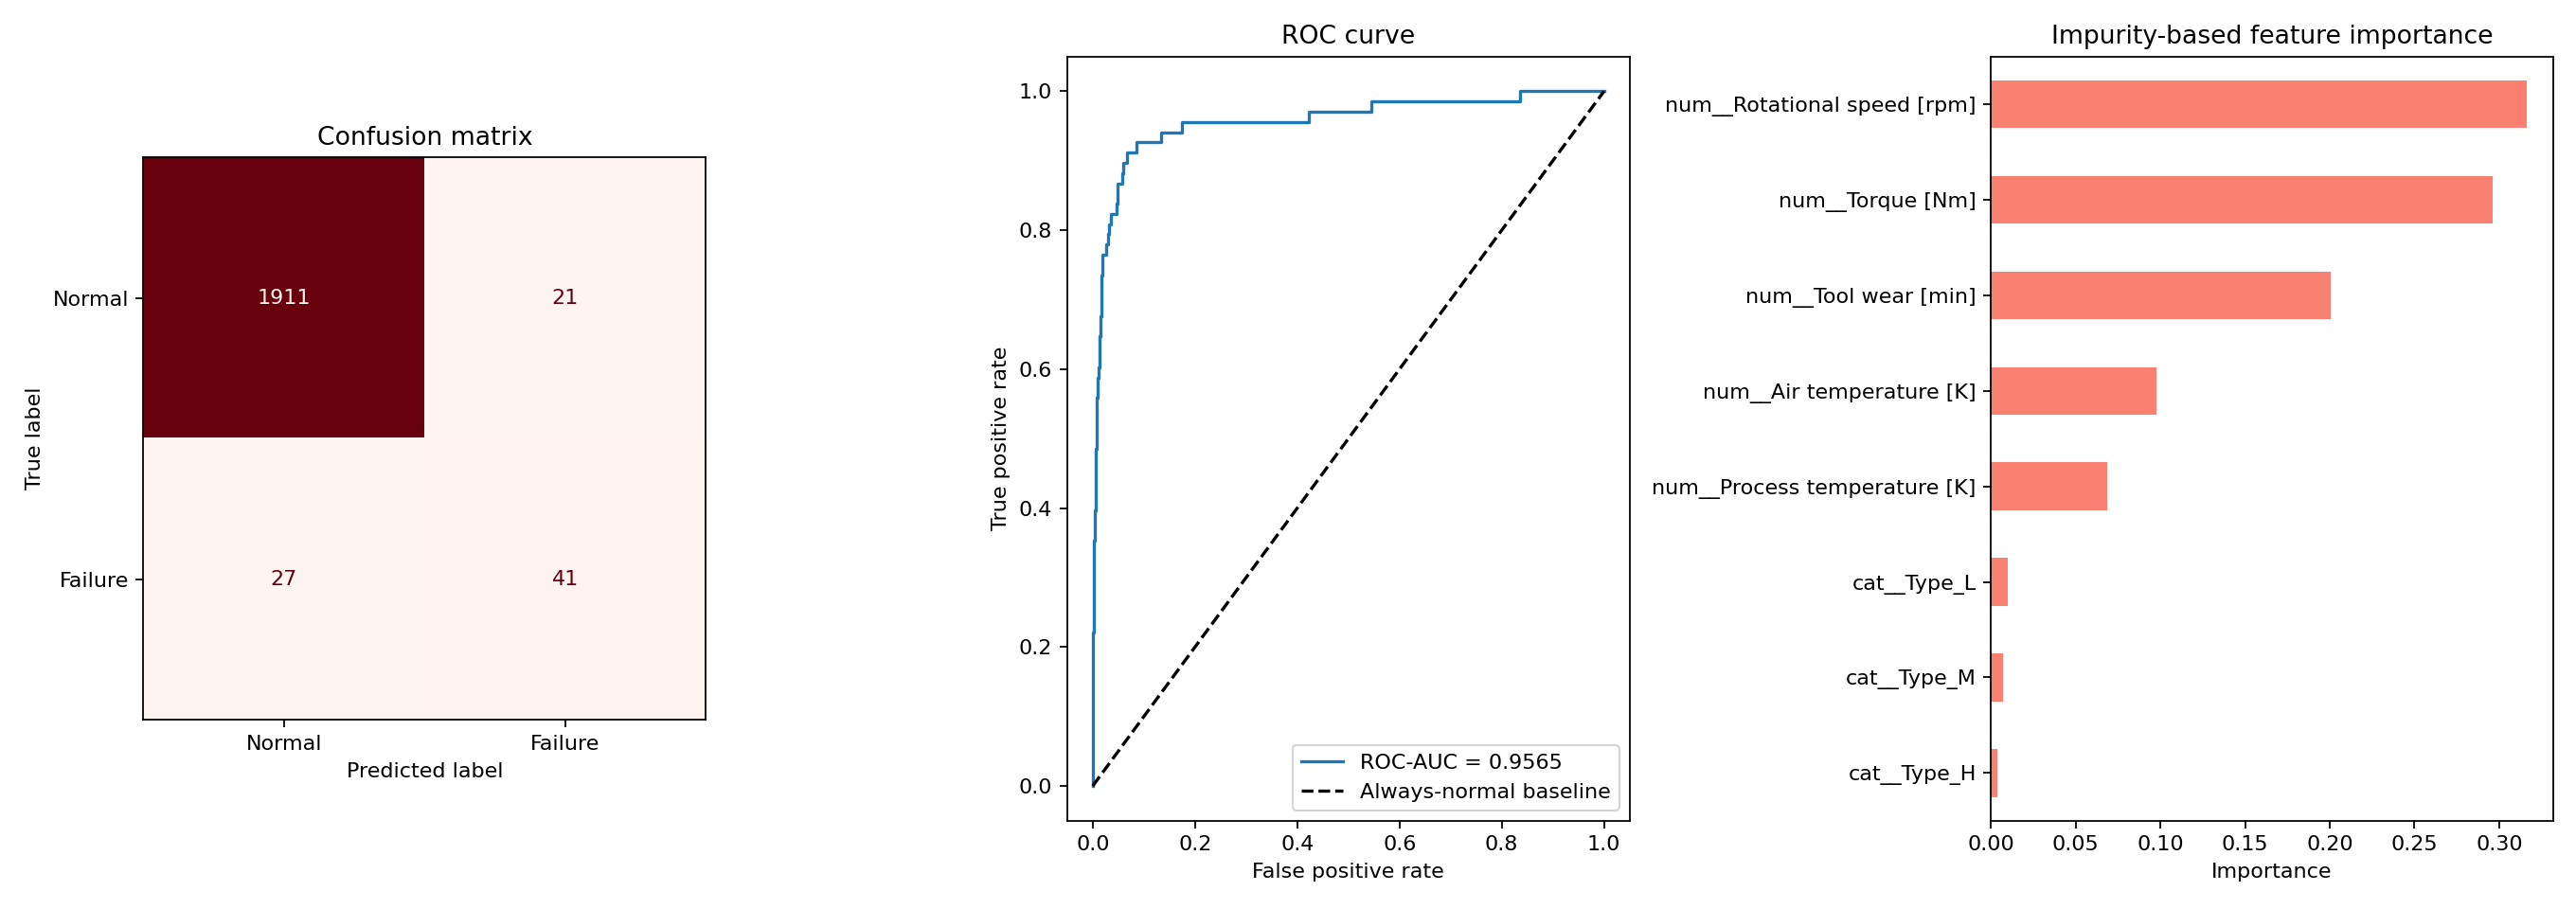 Confusion matrix
True label
Normal
Failure
1911
21
27
41
Normal
Failure
Predicted label
ROC curve
True positive rate
1.0
0.8
0.6
0.4
0.2
0.0
ROC-AUC = 0.9565
Always-normal baseline
0.0
0.2
0.4
0.6
0.8
1.0
False positive rate
Impurity-based feature importance
num__Rotational speed [rpm]
num__Torque [Nm]
num__Tool wear [min]
num__Air temperature [K]
num__Process temperature [K]
cat__Type_L
cat__Type_M
cat__Type_H
0.00
0.05
0.10
0.15
0.20
0.25
0.30
Importance